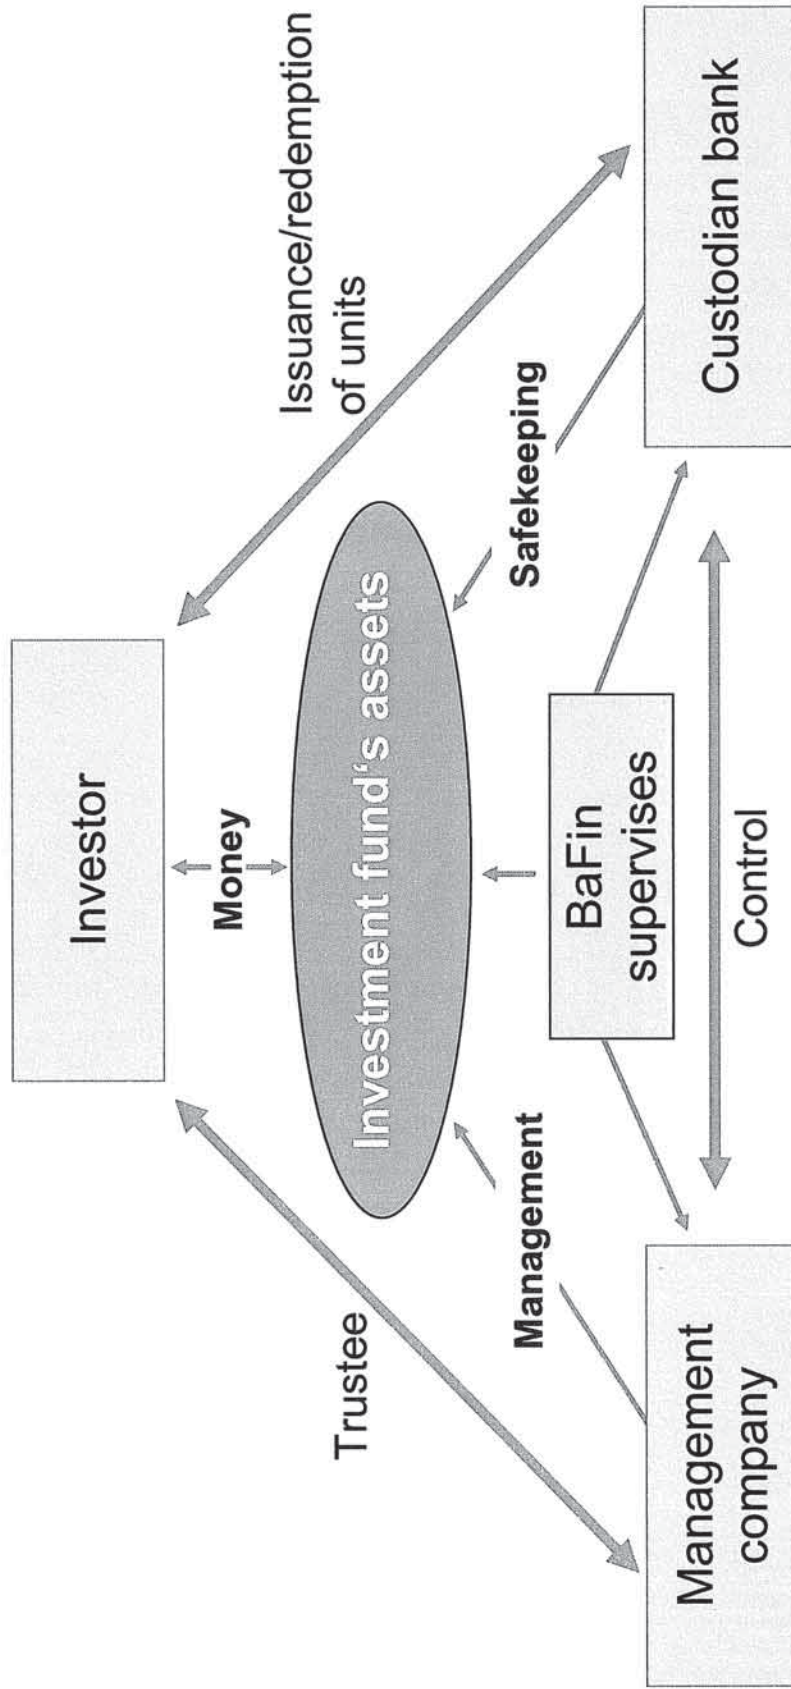 Investor
Issuance/redemption
of units
Trustee
Money
Investment fund‘s assets
Management
Safekeeping
BaFin
supervises
Management
company
Control
Custodian bank